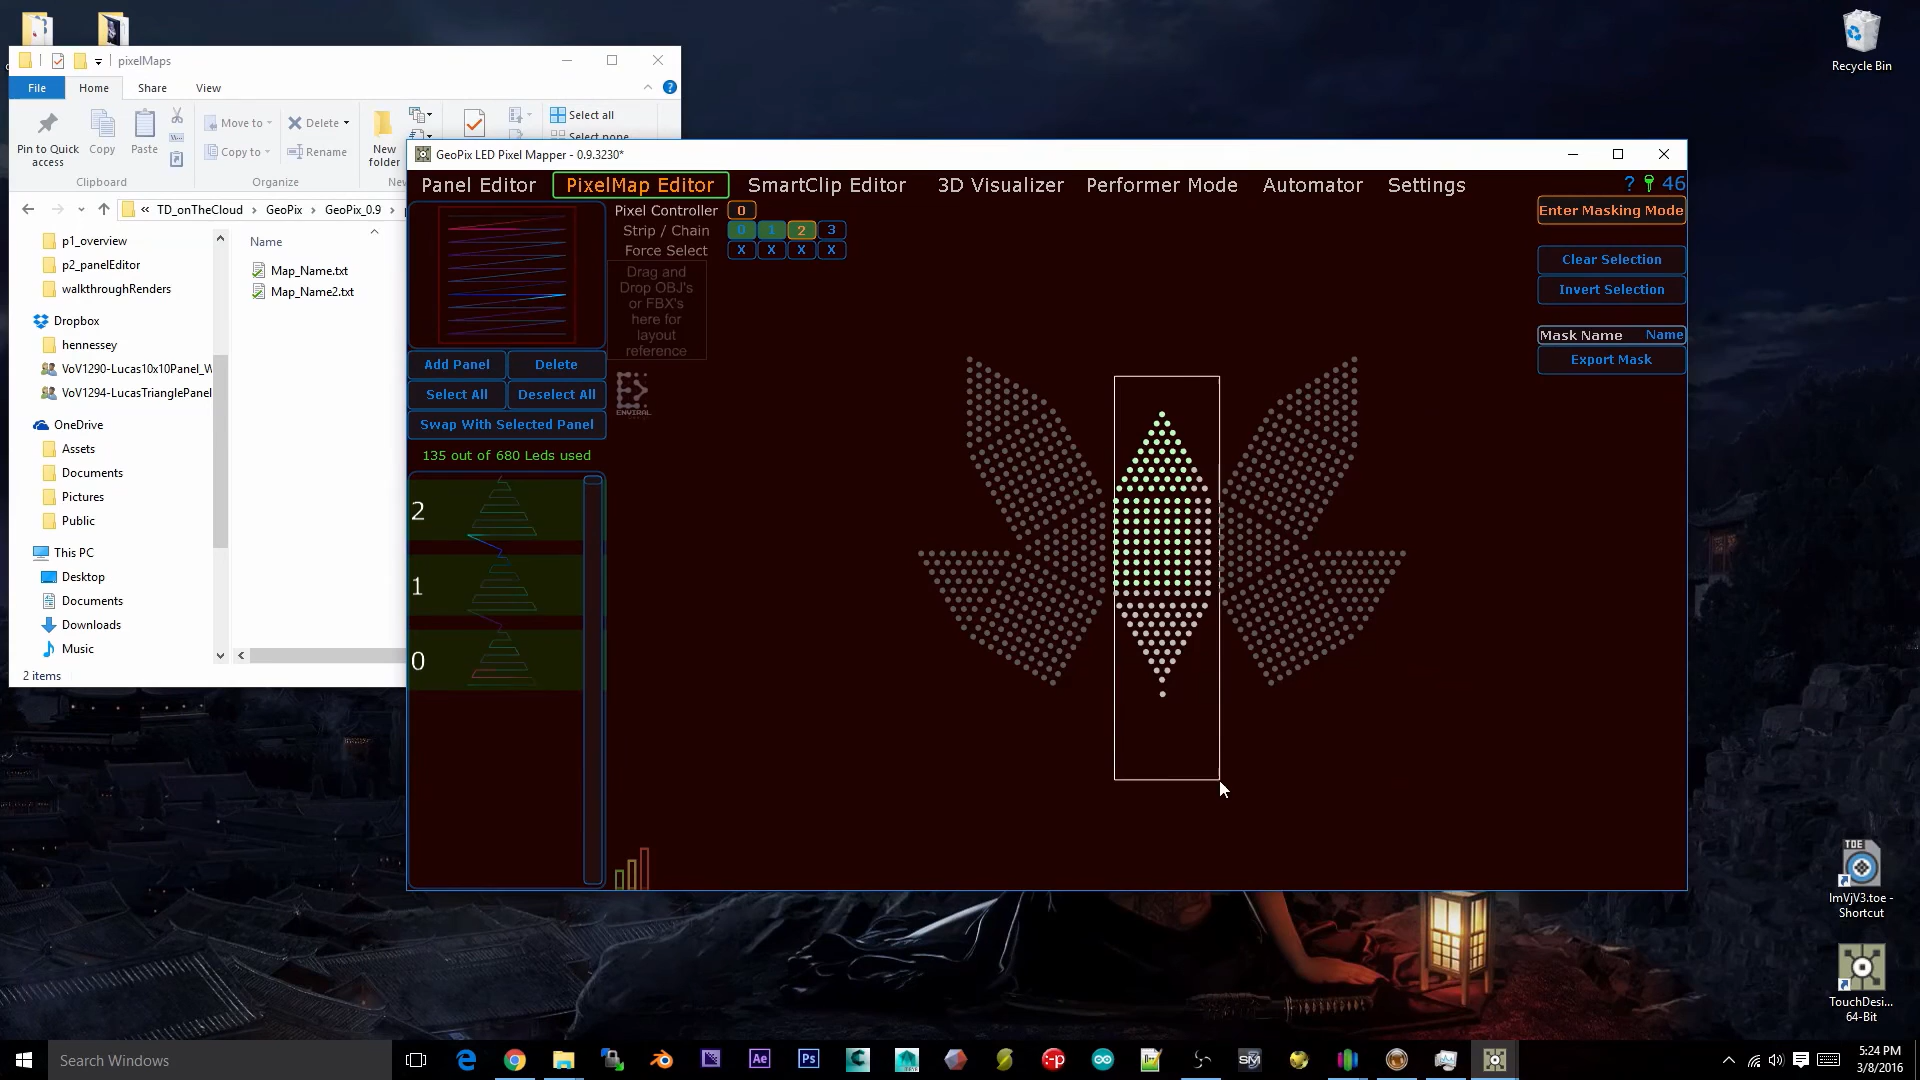 Recycle Bin
pixelMaps
File
Home
Share
View
Pin to Quick access
Copy
Paste
Move to
Copy to
Delete
Rename
New folder
Select all
Select none
Clipboard
Organize
TD_onTheCloud
GeoPix
GeoPix_0.9
p1_overview
p2_panelEditor
walkthroughRenders
Dropbox
hennessey
VoV1290-Lucas10x10Panel_W
VoV1294-LucasTrianglePanel
OneDrive
Assets
Documents
Pictures
Public
This PC
Desktop
Documents
Downloads
Music
Name
Map_Name.txt
Map_Name2.txt
2 items
GeoPix LED Pixel Mapper - 0.9.3230*
Panel Editor
PixelMap Editor
SmartClip Editor
3D Visualizer
Performer Mode
Automator
Settings
? 46
Pixel Controller 0
Strip / Chain 0 1 2 3
Force Select X X X X
Drag and
Drop OBJ's
or FBX's
here for
layout
reference
ENVIRAL
Add Panel
Delete
Select All
Deselect All
Swap With Selected Panel
135 out of 680 Leds used
2
1
0
Enter Masking Mode
Clear Selection
Invert Selection
Mask Name Name
Export Mask
TOE
ImVjV3.toe -
Shortcut
TouchDesi...
64-Bit
Search Windows
Ae
Ps
SM
5:24 PM
3/8/2016